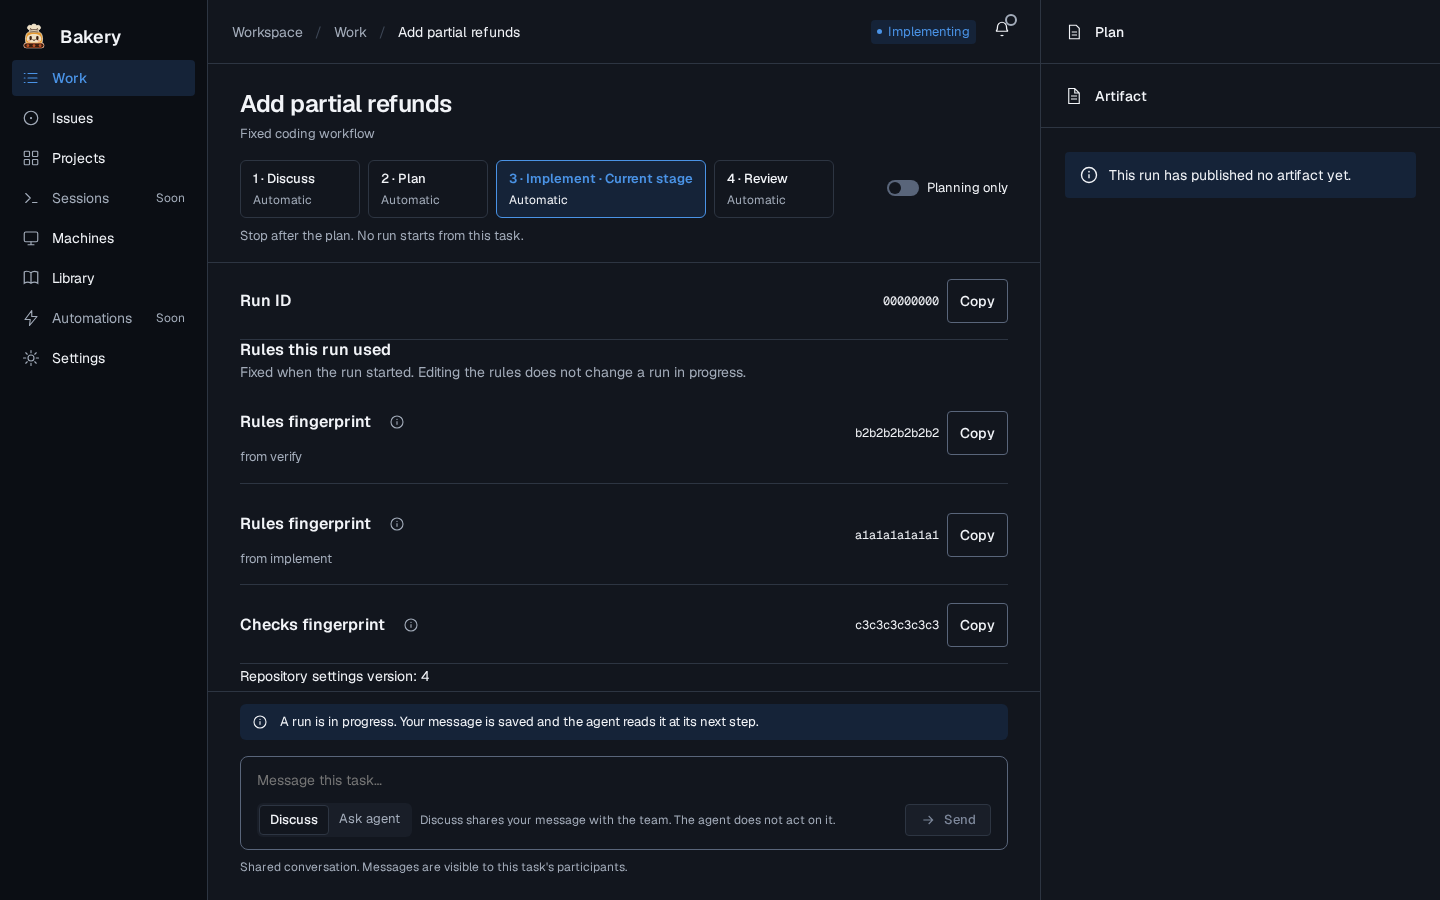 Bakery
Work
Issues
Projects
Sessions Soon
Machines
Library
Automations Soon
Settings
Workspace / Work / Add partial refunds
Implementing
Add partial refunds
Fixed coding workflow
1 · Discuss
Automatic
2 · Plan
Automatic
3 · Implement · Current stage
Automatic
4 · Review
Automatic
Planning only
Stop after the plan. No run starts from this task.
Run ID
00000000 Copy
Rules this run used
Fixed when the run started. Editing the rules does not change a run in progress.
Rules fingerprint
from verify
b2b2b2b2b2b2 Copy
Rules fingerprint
from implement
a1a1a1a1a1a1 Copy
Checks fingerprint
c3c3c3c3c3c3 Copy
Repository settings version: 4
A run is in progress. Your message is saved and the agent reads it at its next step.
Message this task...
Discuss Ask agent Discuss shares your message with the team. The agent does not act on it.
Send
Shared conversation. Messages are visible to this task's participants.
Plan
Artifact
This run has published no artifact yet.